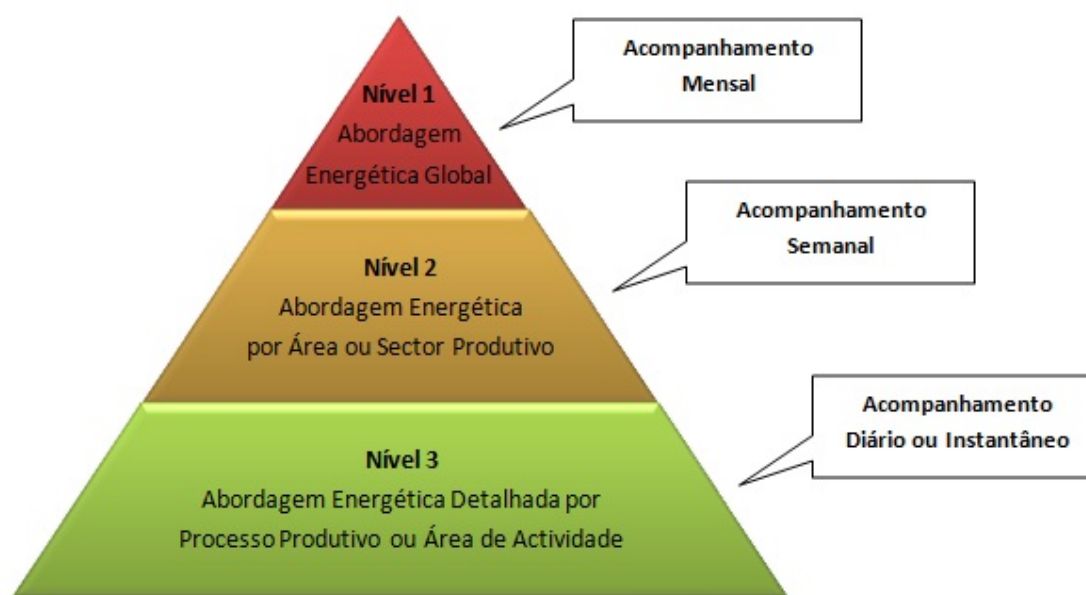 Nível 1
Abordagem
Energética Global
Acompanhamento
Mensal
Nível 2
Abordagem Energética
por Área ou Sector Produtivo
Acompanhamento
Semanal
Nível 3
Abordagem Energética Detalhada por
Processo Produtivo ou Área de Actividade
Acompanhamento
Diário ou Instantâneo